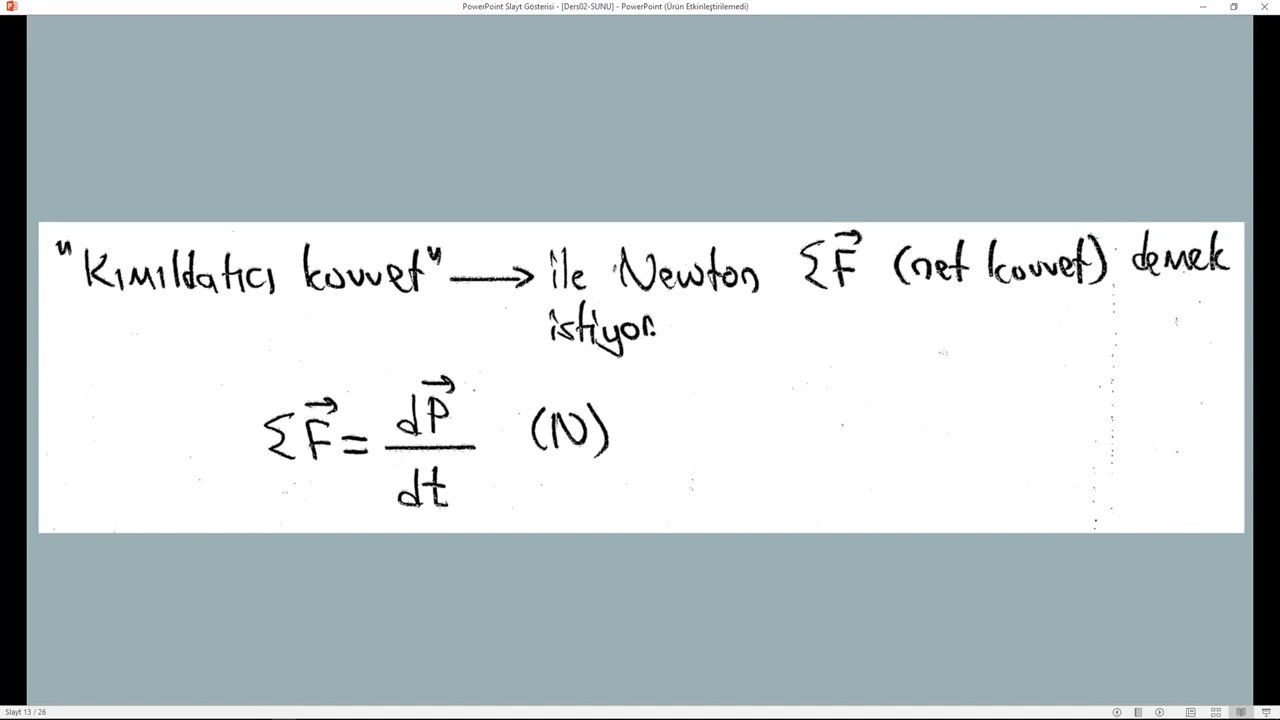 PowerPoint Slayt Gösterisi - [Ders02-SUNU] - PowerPoint (Ürün Etkinleştirilemedi)
"Kımıldatıcı kuvvet" ⟶ ile Newton ΣF⃗ (net kuvvet) demek
istiyor.
ΣF⃗ = dP⃗/dt (N)
Slayt 13 / 26